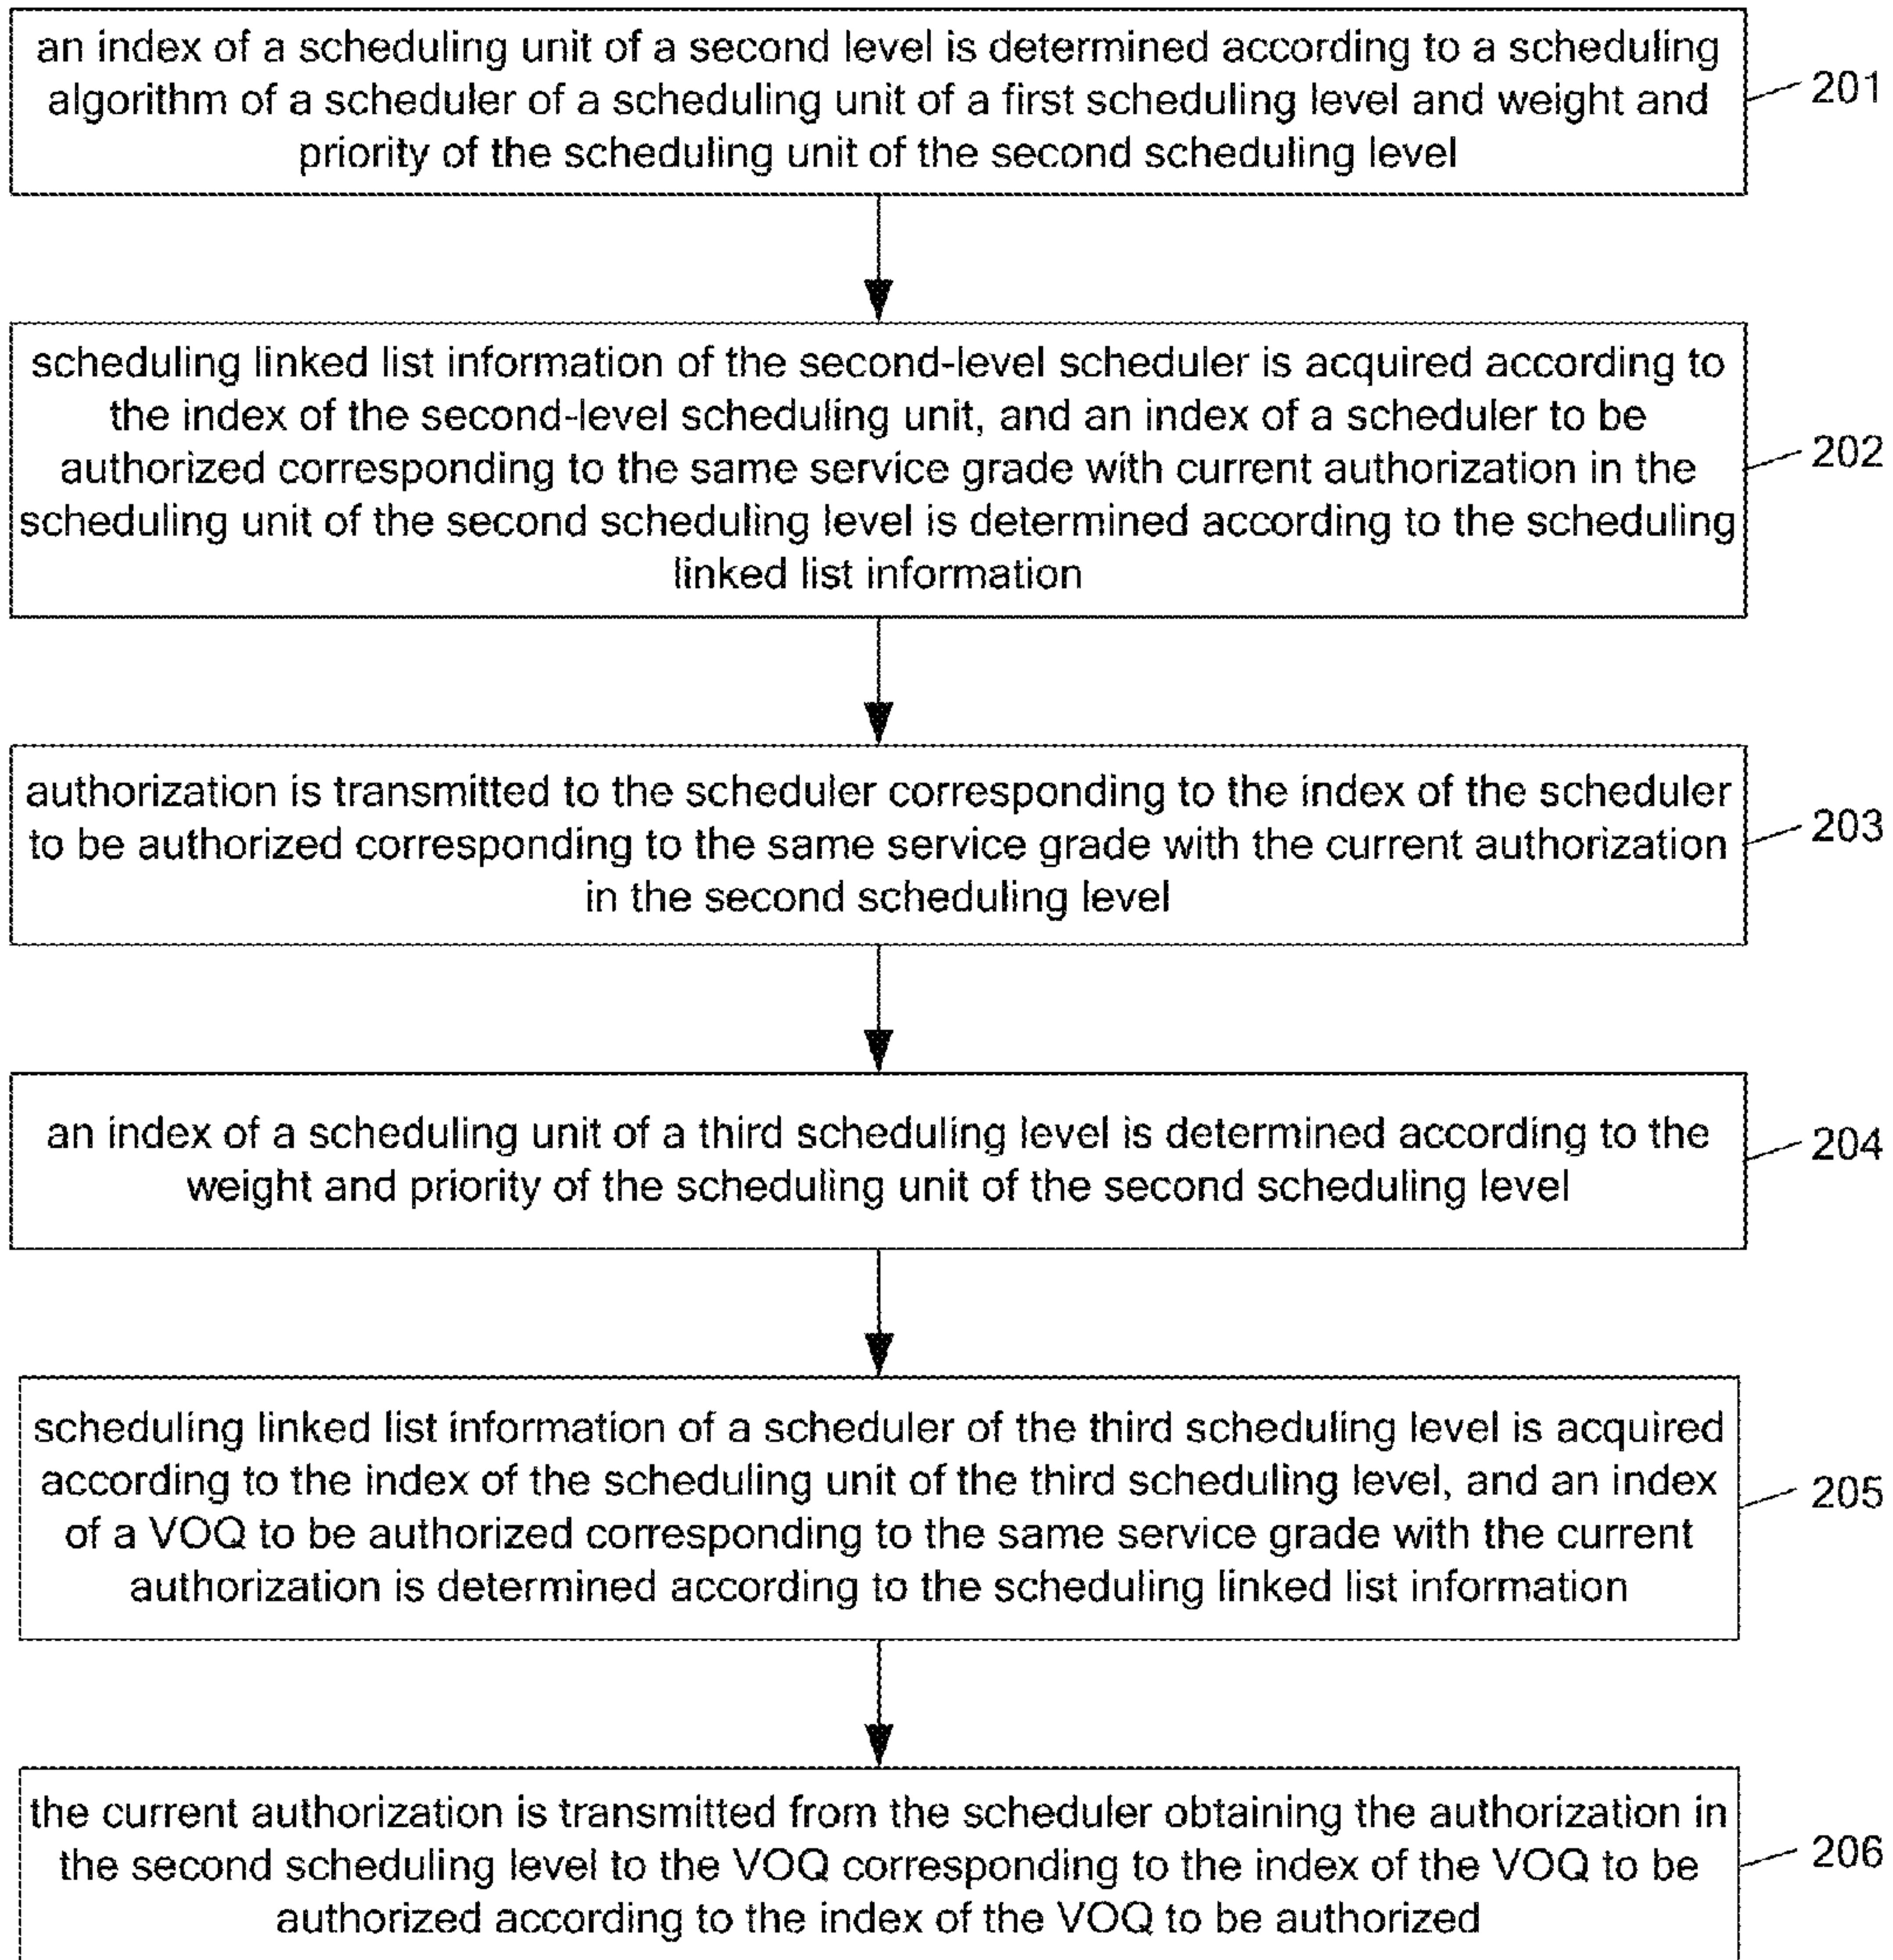 an index of a scheduling unit of a second level is determined according to a scheduling
algorithm of a scheduler of a scheduling unit of a first scheduling level and weight and
priority of the scheduling unit of the second scheduling level
201
scheduling linked list information of the second-level scheduler is acquired according to
the index of the second-level scheduling unit, and an index of a scheduler to be
authorized corresponding to the same service grade with current authorization in the
scheduling unit of the second scheduling level is determined according to the scheduling
linked list information
202
authorization is transmitted to the scheduler corresponding to the index of the scheduler
to be authorized corresponding to the same service grade with the current authorization
in the second scheduling level
203
an index of a scheduling unit of a third scheduling level is determined according to the
weight and priority of the scheduling unit of the second scheduling level
204
scheduling linked list information of a scheduler of the third scheduling level is acquired
according to the index of the scheduling unit of the third scheduling level, and an index
of a VOQ to be authorized corresponding to the same service grade with the current
authorization is determined according to the scheduling linked list information
205
the current authorization is transmitted from the scheduler obtaining the authorization in
the second scheduling level to the VOQ corresponding to the index of the VOQ to be
authorized according to the index of the VOQ to be authorized
206